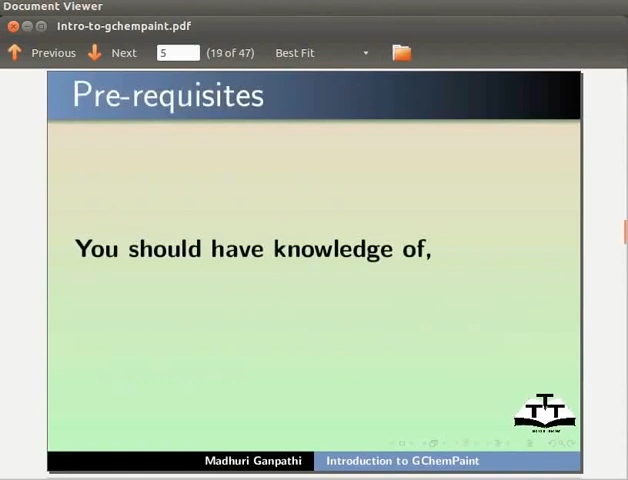 Document Viewer
Intro-to-gchempaint.pdf
Previous Next 5 (19 of 47) Best Fit
Pre-requisites
You should have knowledge of,
Madhuri Ganpathi Introduction to GChemPaint